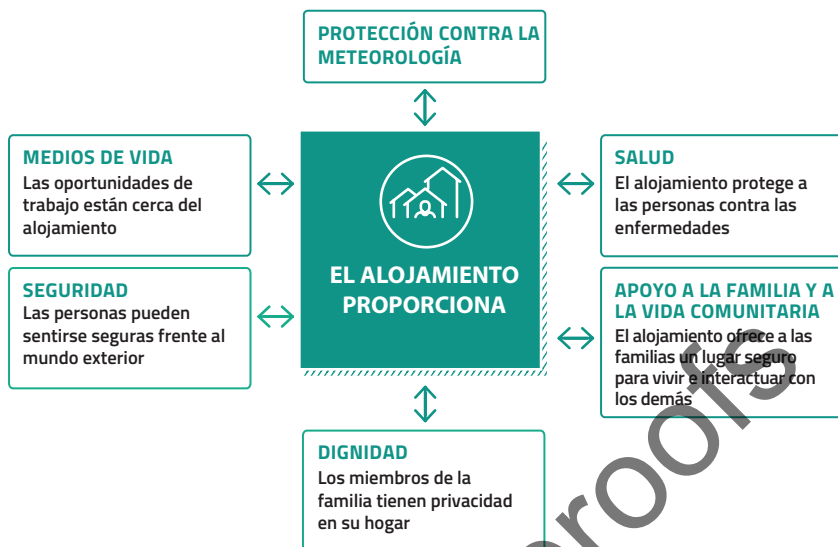 PROTECCIÓN CONTRA LA
METEOROLOGÍA
MEDIOS DE VIDA
Las oportunidades de
trabajo están cerca del
alojamiento
SALUD
El alojamiento protege a
las personas contra las
enfermedades
EL ALOJAMIENTO
PROPORCIONA
SEGURIDAD
Las personas pueden
sentirse seguras frente al
mundo exterior
APOYO A LA FAMILIA Y A
LA VIDA COMUNITARIA
El alojamiento ofrece a las
familias un lugar seguro
para vivir e interactuar con
los demás
DIGNIDAD
Los miembros de la
familia tienen privacidad
en su hogar
proofs